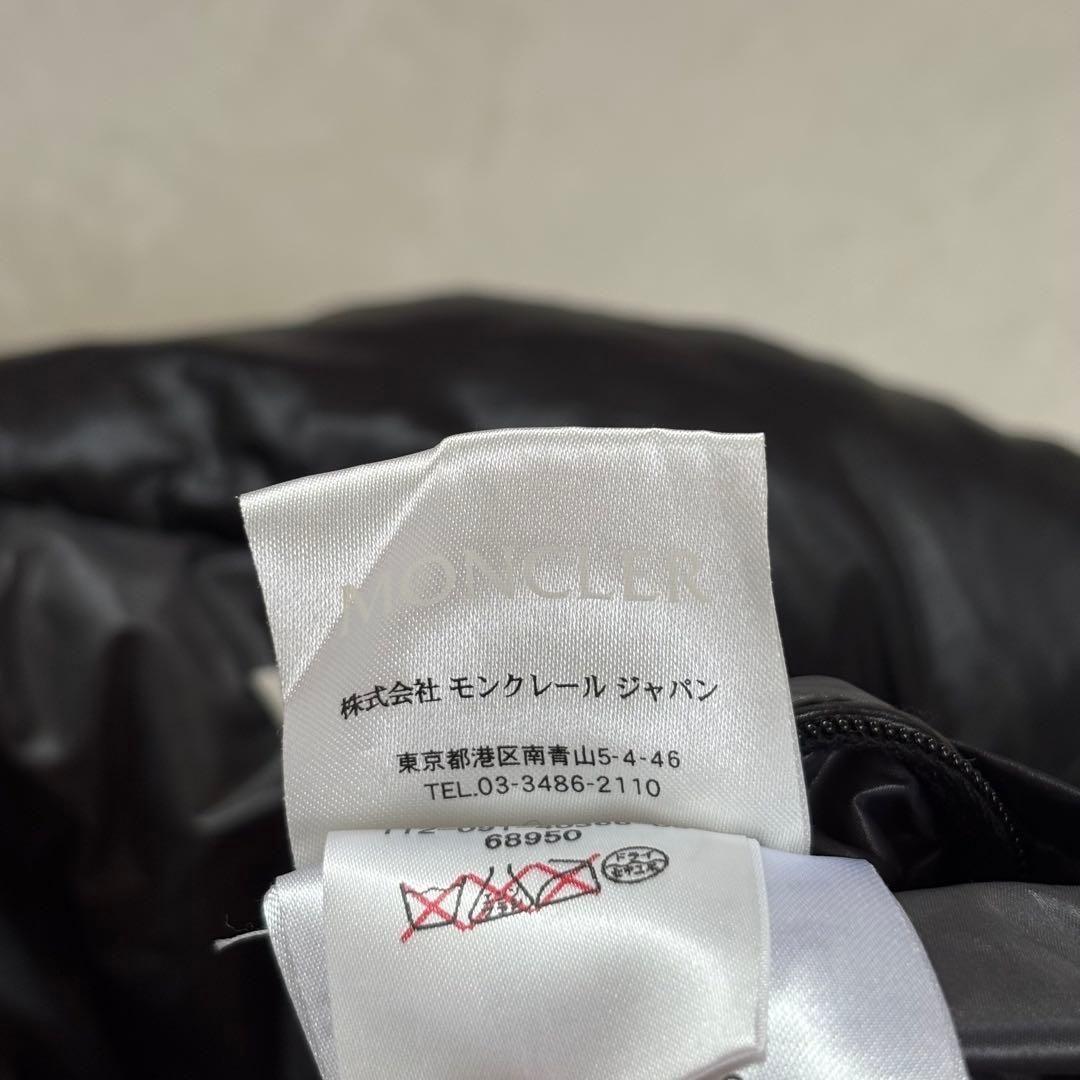 MONCLER
株式会社 モンクレール ジャパン
東京都港区南青山5-4-46
TEL.03-3486-2110
68950
ドライ